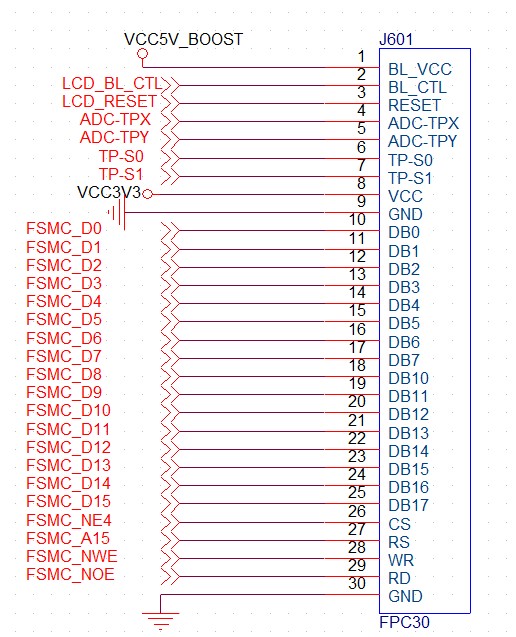 VCC5V_BOOST
J601
1
BL_VCC
LCD_BL_CTL
2
BL_CTL
LCD_RESET
3
RESET
ADC-TPX
4
ADC-TPX
ADC-TPY
5
ADC-TPY
TP-S0
6
TP-S0
TP-S1
7
TP-S1
VCC3V3
8
VCC
9
GND
FSMC_D0
10
DB0
FSMC_D1
11
DB1
FSMC_D2
12
DB2
FSMC_D3
13
DB3
FSMC_D4
14
DB4
FSMC_D5
15
DB5
FSMC_D6
16
DB6
FSMC_D7
17
DB7
FSMC_D8
18
DB10
FSMC_D9
19
DB11
FSMC_D10
20
DB12
FSMC_D11
21
DB13
FSMC_D12
22
DB14
FSMC_D13
23
DB15
FSMC_D14
24
DB16
FSMC_D15
25
DB17
FSMC_NE4
26
CS
FSMC_A15
27
RS
FSMC_NWE
28
WR
FSMC_NOE
29
RD
30
GND
FPC30